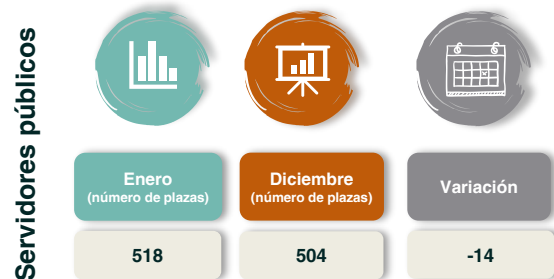 Servidores públicos
Enero
(número de plazas)
Diciembre
(número de plazas)
Variación
518
504
-14